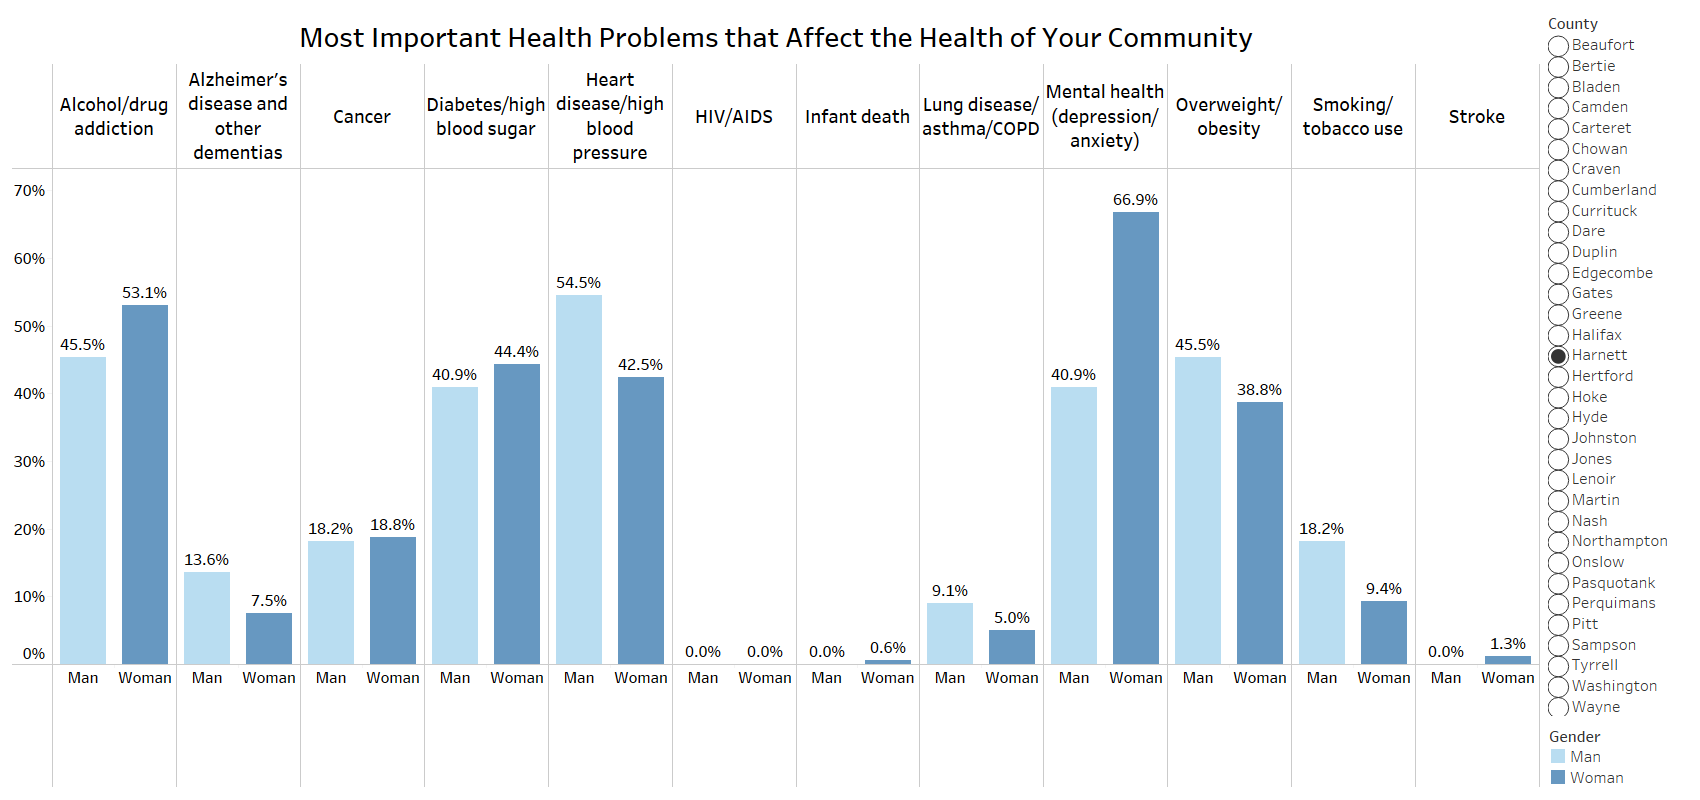 Most Important Health Problems that Affect the Health of Your Community
Alcohol/drug
addiction
Alzheimer's
disease and
other
dementias
Cancer
Diabetes/high
blood sugar
Heart
disease/high
blood
pressure
HIV/AIDS
Infant death
Lung disease/
asthma/COPD
Mental health
(depression/
anxiety)
Overweight/
obesity
Smoking/
tobacco use
Stroke
70%
60%
50%
40%
30%
20%
10%
0%
45.5%
53.1%
13.6%
7.5%
18.2%
18.8%
40.9%
44.4%
54.5%
42.5%
0.0%
0.0%
0.0%
0.6%
9.1%
5.0%
40.9%
66.9%
45.5%
38.8%
18.2%
9.4%
0.0%
1.3%
Man Woman Man Woman Man Woman Man Woman Man Woman Man Woman Man Woman Man Woman Man Woman Man Woman Man Woman Man Woman
County
Beaufort
Bertie
Bladen
Camden
Carteret
Chowan
Craven
Cumberland
Currituck
Dare
Duplin
Edgecombe
Gates
Greene
Halifax
Harnett
Hertford
Hoke
Hyde
Johnston
Jones
Lenoir
Martin
Nash
Northampton
Onslow
Pasquotank
Perquimans
Pitt
Sampson
Tyrrell
Washington
Wayne
Gender
Man
Woman